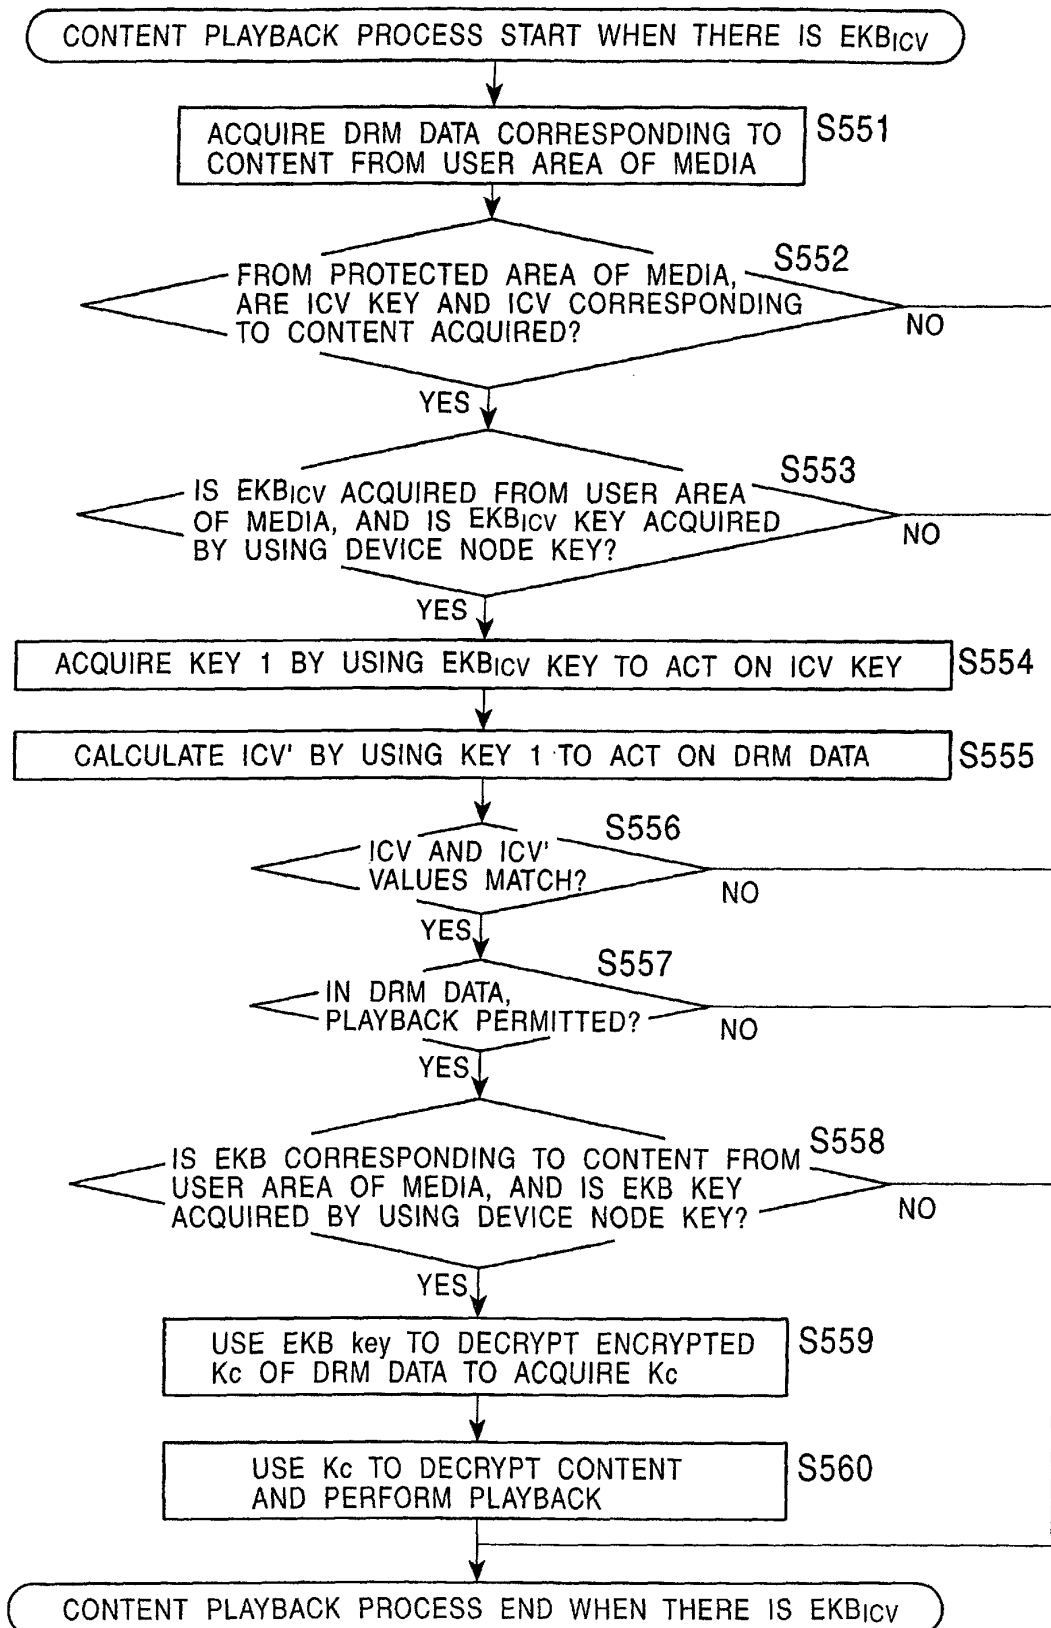 CONTENT PLAYBACK PROCESS START WHEN THERE IS EKBICV
ACQUIRE DRM DATA CORRESPONDING TO
CONTENT FROM USER AREA OF MEDIA
S551
S552
FROM PROTECTED AREA OF MEDIA,
ARE ICV KEY AND ICV CORRESPONDING
TO CONTENT ACQUIRED?
NO
YES
S553
IS EKBICV ACQUIRED FROM USER AREA
OF MEDIA, AND IS EKBICV KEY ACQUIRED
BY USING DEVICE NODE KEY?
NO
YES
ACQUIRE KEY 1 BY USING EKBICV KEY TO ACT ON ICV KEY
S554
CALCULATE ICV' BY USING KEY 1 TO ACT ON DRM DATA
S555
S556
ICV AND ICV'
VALUES MATCH?
NO
YES
S557
IN DRM DATA,
PLAYBACK PERMITTED?
NO
YES
S558
IS EKB CORRESPONDING TO CONTENT FROM
USER AREA OF MEDIA, AND IS EKB KEY
ACQUIRED BY USING DEVICE NODE KEY?
NO
YES
USE EKB key TO DECRYPT ENCRYPTED
Kc OF DRM DATA TO ACQUIRE Kc
S559
USE Kc TO DECRYPT CONTENT
AND PERFORM PLAYBACK
S560
CONTENT PLAYBACK PROCESS END WHEN THERE IS EKBICV